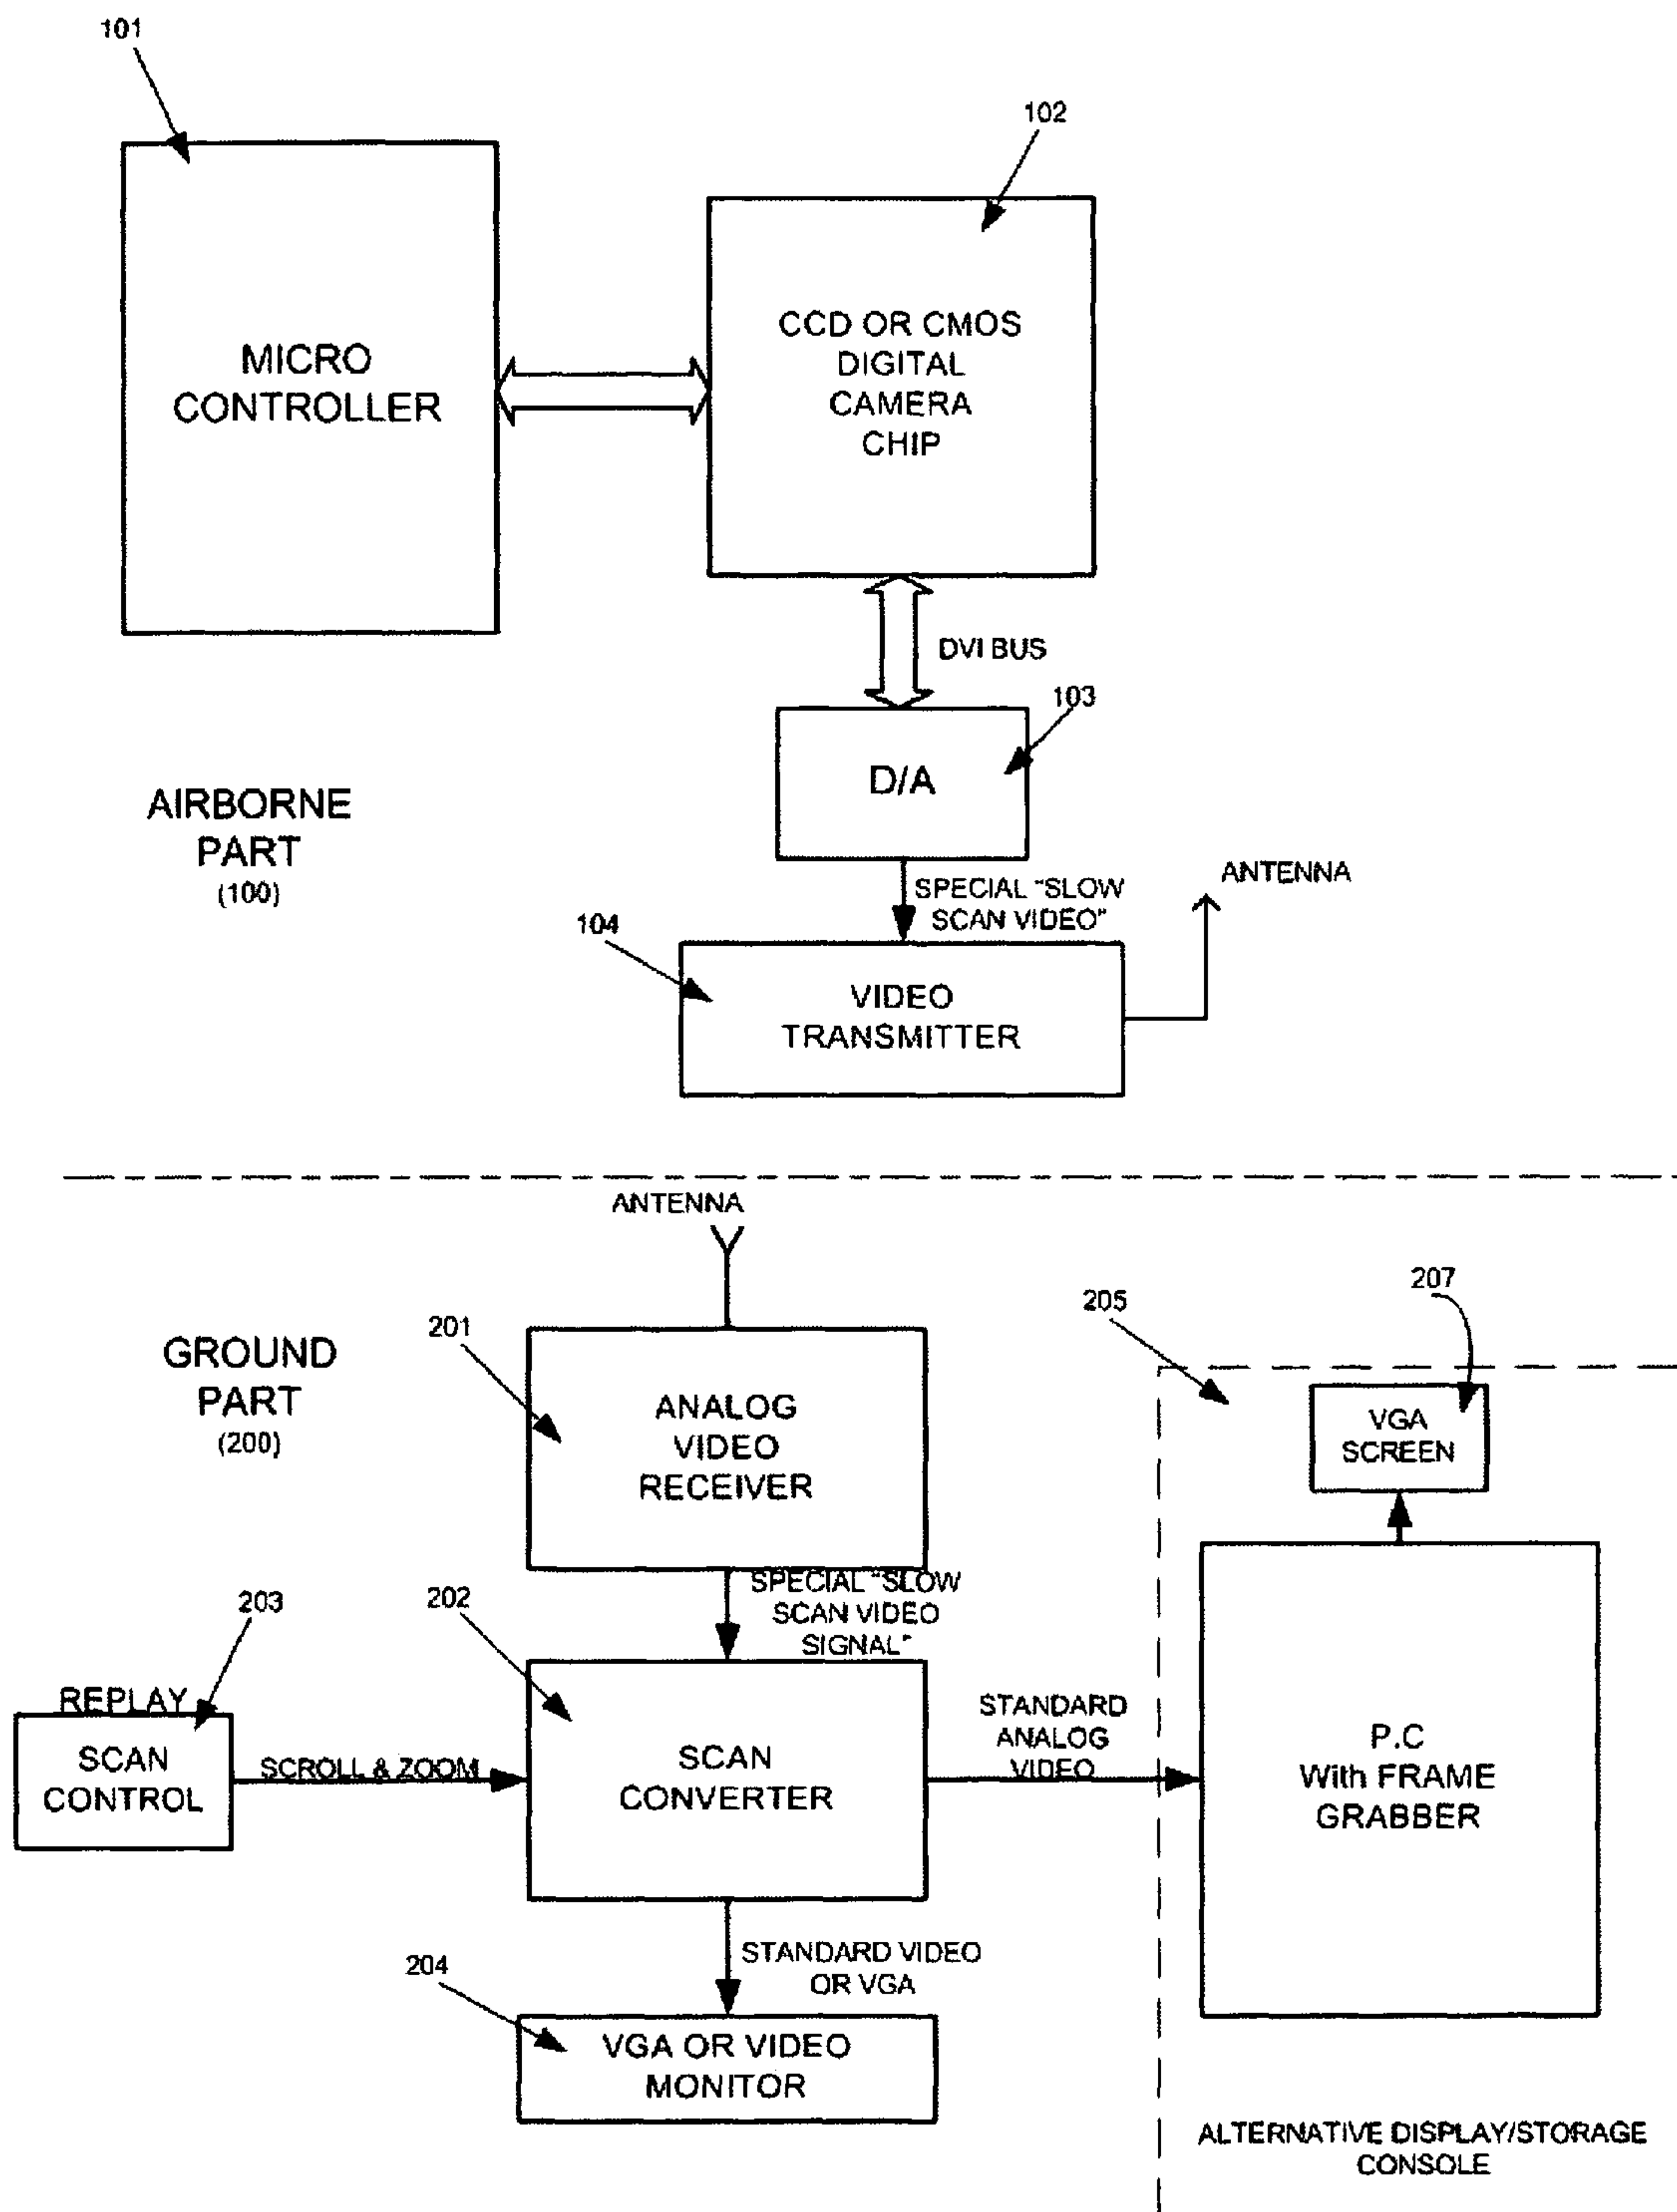 101
102
MICRO
CONTROLLER
CCD OR CMOS
DIGITAL
CAMERA
CHIP
DVI BUS
103
D/A
AIRBORNE
PART
(100)
SPECIAL "SLOW
SCAN VIDEO"
ANTENNA
104
VIDEO
TRANSMITTER
ANTENNA
GROUND
PART
(200)
201
ANALOG
VIDEO
RECEIVER
205
207
VGA
SCREEN
SPECIAL "SLOW
SCAN VIDEO
SIGNAL"
203
202
REPLAY
SCAN
CONTROL
SCROLL & ZOOM
SCAN
CONVERTER
STANDARD
ANALOG
VIDEO
P.C
With FRAME
GRABBER
STANDARD VIDEO
OR VGA
204
VGA OR VIDEO
MONITOR
ALTERNATIVE DISPLAY/STORAGE
CONSOLE